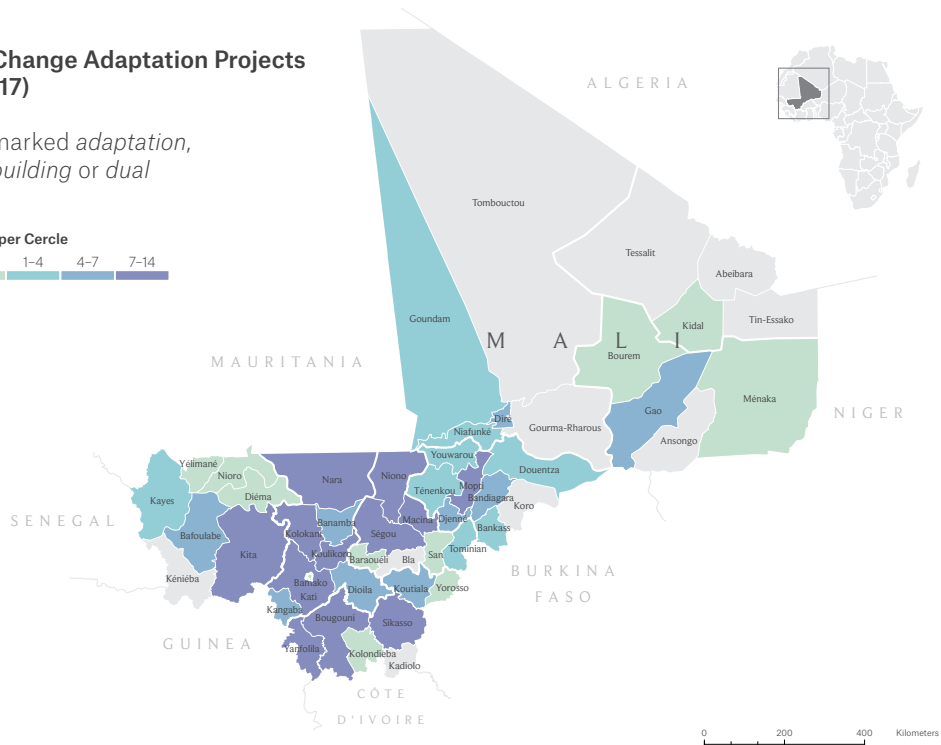 Change Adaptation Projects
17)
marked adaptation,
building or dual
per Cercle
1–4 4–7 7–14
ALGERIA
MAURITANIA
NIGER
SENEGAL
BURKINA
FASO
GUINEA
CÔTE
D'IVOIRE
M A L I
Tombouctou
Tessalit
Abeibara
Tin-Essako
Kidal
Bourem
Goundam
Ménaka
Gao
Ansongo
Gourma-Rharous
Dire
Niafunké
Youwarou
Douentza
Yélimané
Nioro
Diéma
Nara
Niono
Ténenkou
Mopti
Bandiagara
Koro
Kayes
Bafoulabe
Kita
Kéniéba
Kolokani
Banamba
Koulikoro
Ségou
Macina
Djenné
Bankass
Tominian
San
Baraouéli
Bla
Bamako
Kati
Dioila
Koutiala
Yorosso
Kangaba
Bougouni
Sikasso
Yanfolila
Kolondieba
Kadiolo
0 200 400 Kilometers